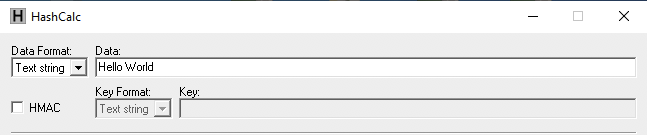 H HashCalc
Data Format: Data:
Text string Hello World
Key Format: Key:
HMAC Text string